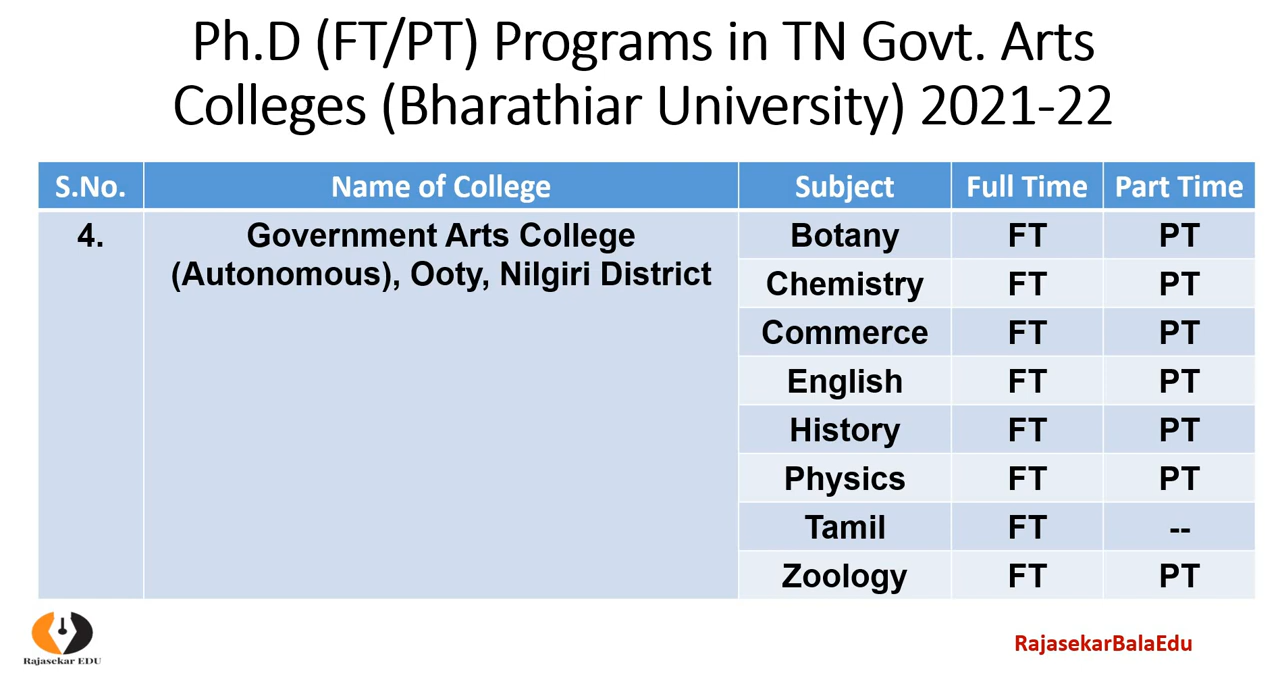 Ph.D (FT/PT) Programs in TN Govt. Arts
Colleges (Bharathiar University) 2021-22
S.No. Name of College Subject Full Time Part Time
4. Government Arts College Botany FT PT
(Autonomous), Ooty, Nilgiri District
Chemistry FT PT
Commerce FT PT
English FT PT
History FT PT
Physics FT PT
Tamil FT --
Zoology FT PT
Rajasekar EDU
RajasekarBalaEdu